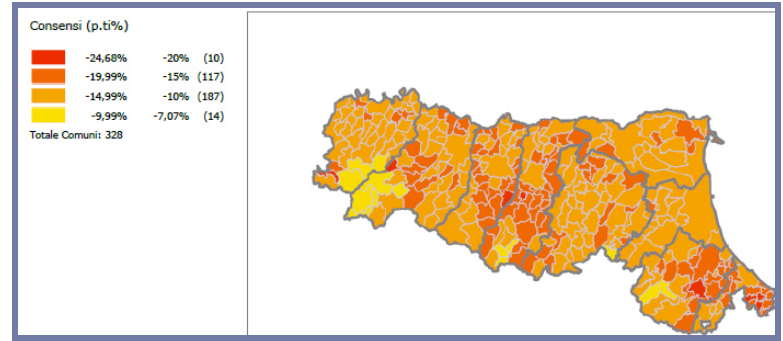 Consensi (p.ti%)
-24,68% -20% (10)
-19,99% -15% (117)
-14,99% -10% (187)
-9,99% -7,07% (14)
Totale Comuni: 328